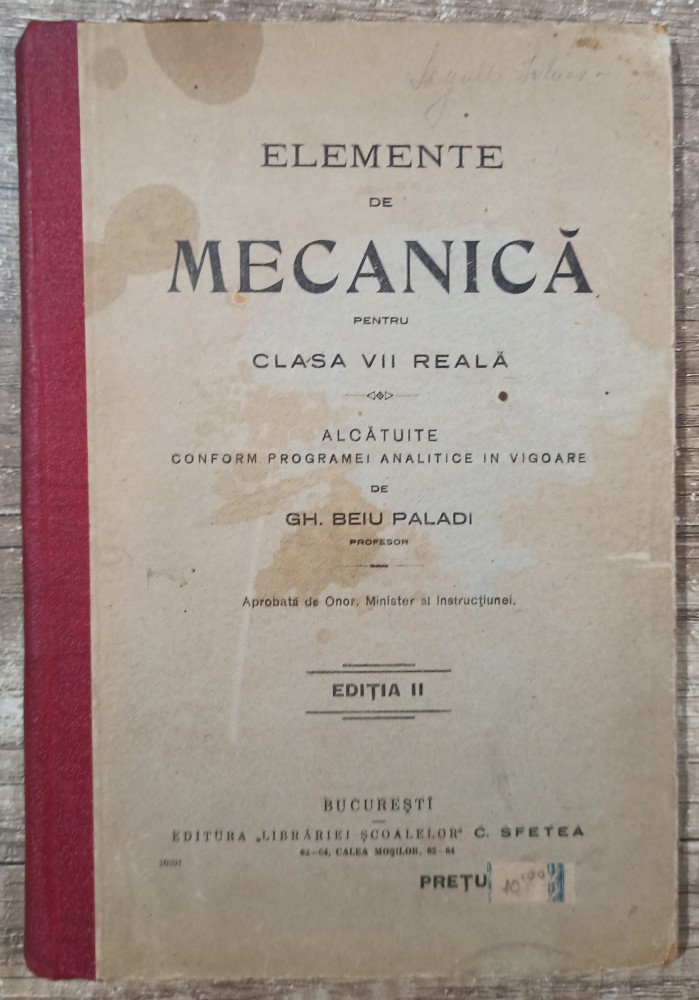 ELEMENTE
DE
MECANICĂ
PENTRU
CLASA VII REALĂ
ALCĂTUITE
CONFORM PROGRAMEI ANALITICE IN VIGOARE
DE
GH. BEIU PALADI
PROFESOR
Aprobată de Onor. Minister al Instrucţiunei.
EDIŢIA II
BUCUREŞTI
EDITURA „LIBRĂRIEI ŞCOALELOR" C. SFETEA
62—64, CALEA MOŞILOR, 62—64
PREŢU